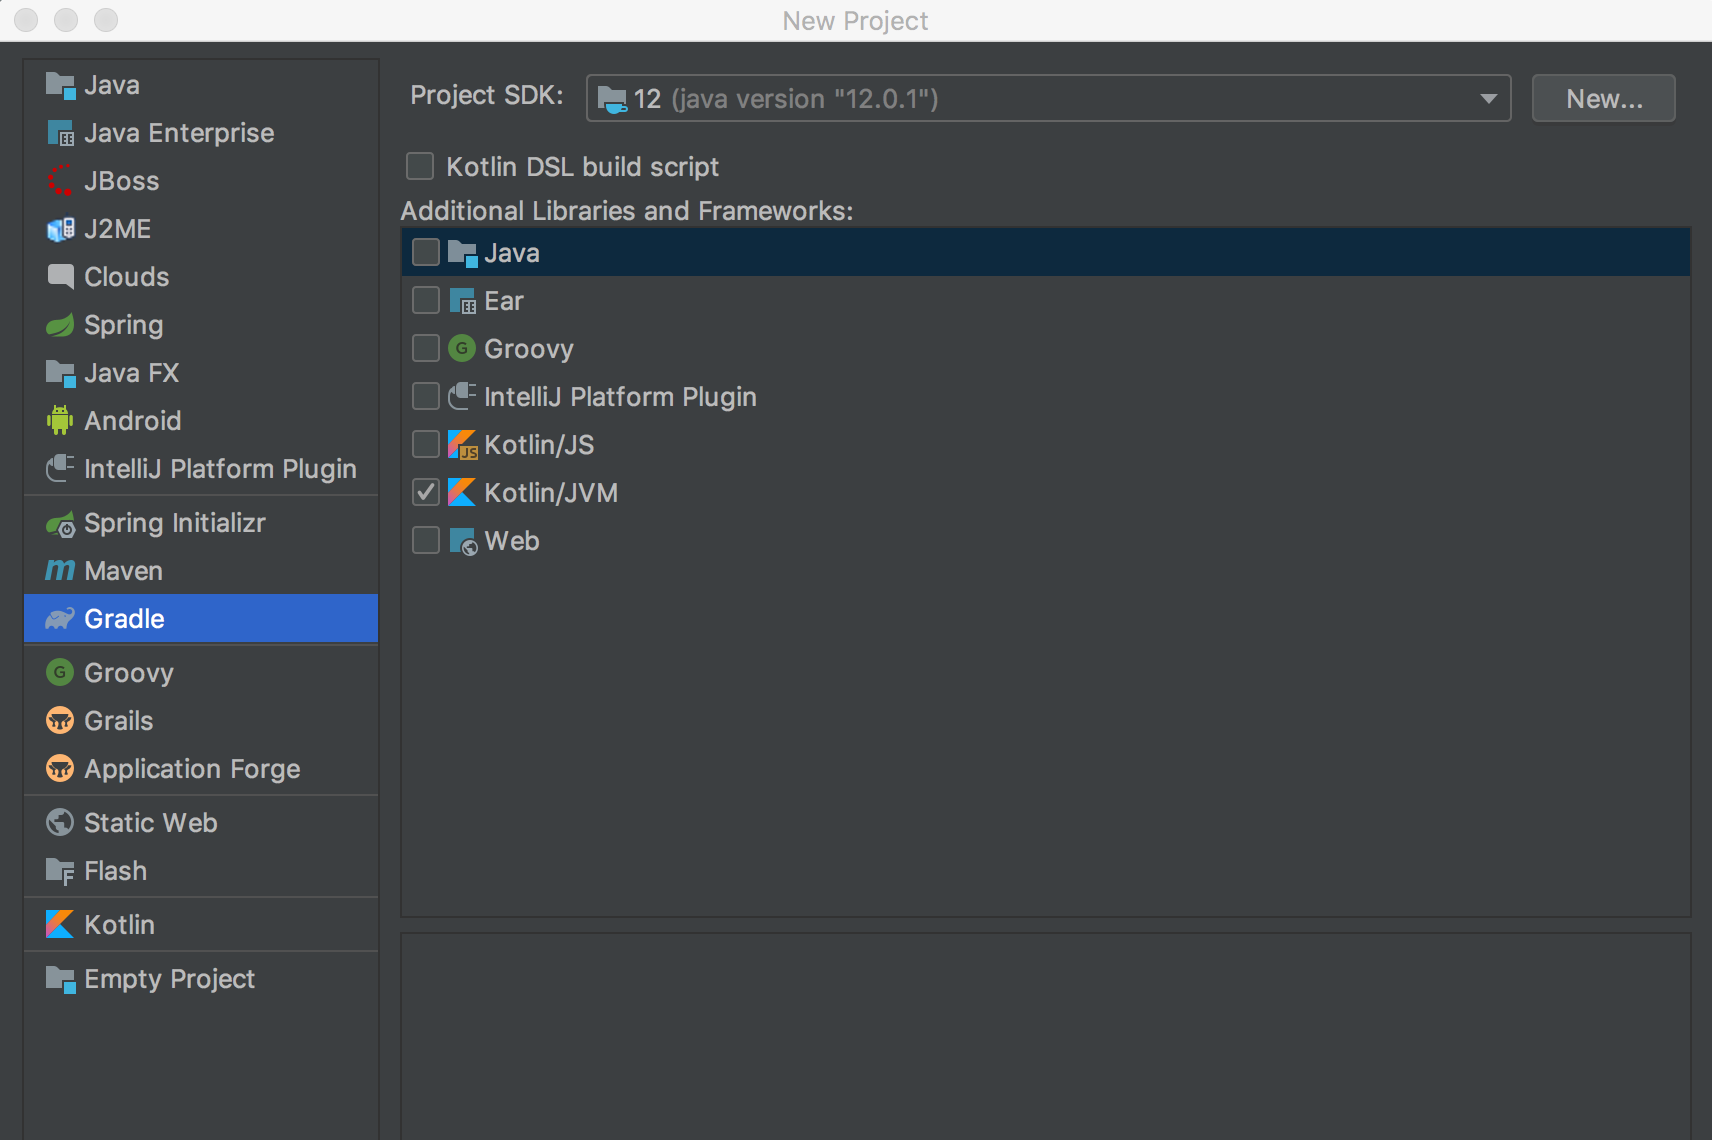 New Project
Java
Java Enterprise
JBoss
J2ME
Clouds
Spring
Java FX
Android
IntelliJ Platform Plugin
Spring Initializr
Maven
Gradle
Groovy
Grails
Application Forge
Static Web
Flash
Kotlin
Empty Project
Project SDK: 12 (java version "12.0.1") New...
Kotlin DSL build script
Additional Libraries and Frameworks:
Java
Ear
Groovy
IntelliJ Platform Plugin
Kotlin/JS
Kotlin/JVM
Web